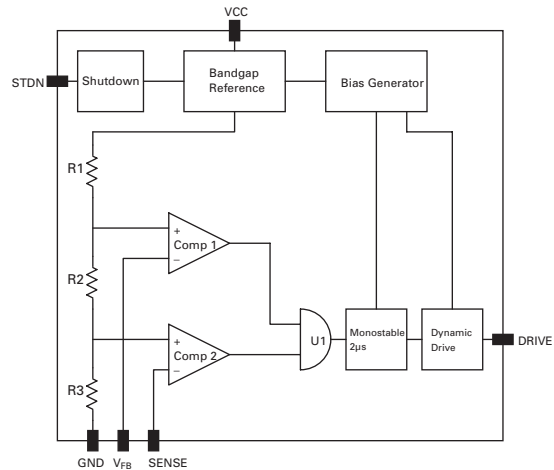 VCC
STDN
Shutdown
Bandgap
Reference
Bias Generator
R1
+
Comp 1
−
R2
+
Comp 2
−
U1
Monostable
2µs
Dynamic
Drive
DRIVE
R3
GND
VFB
SENSE